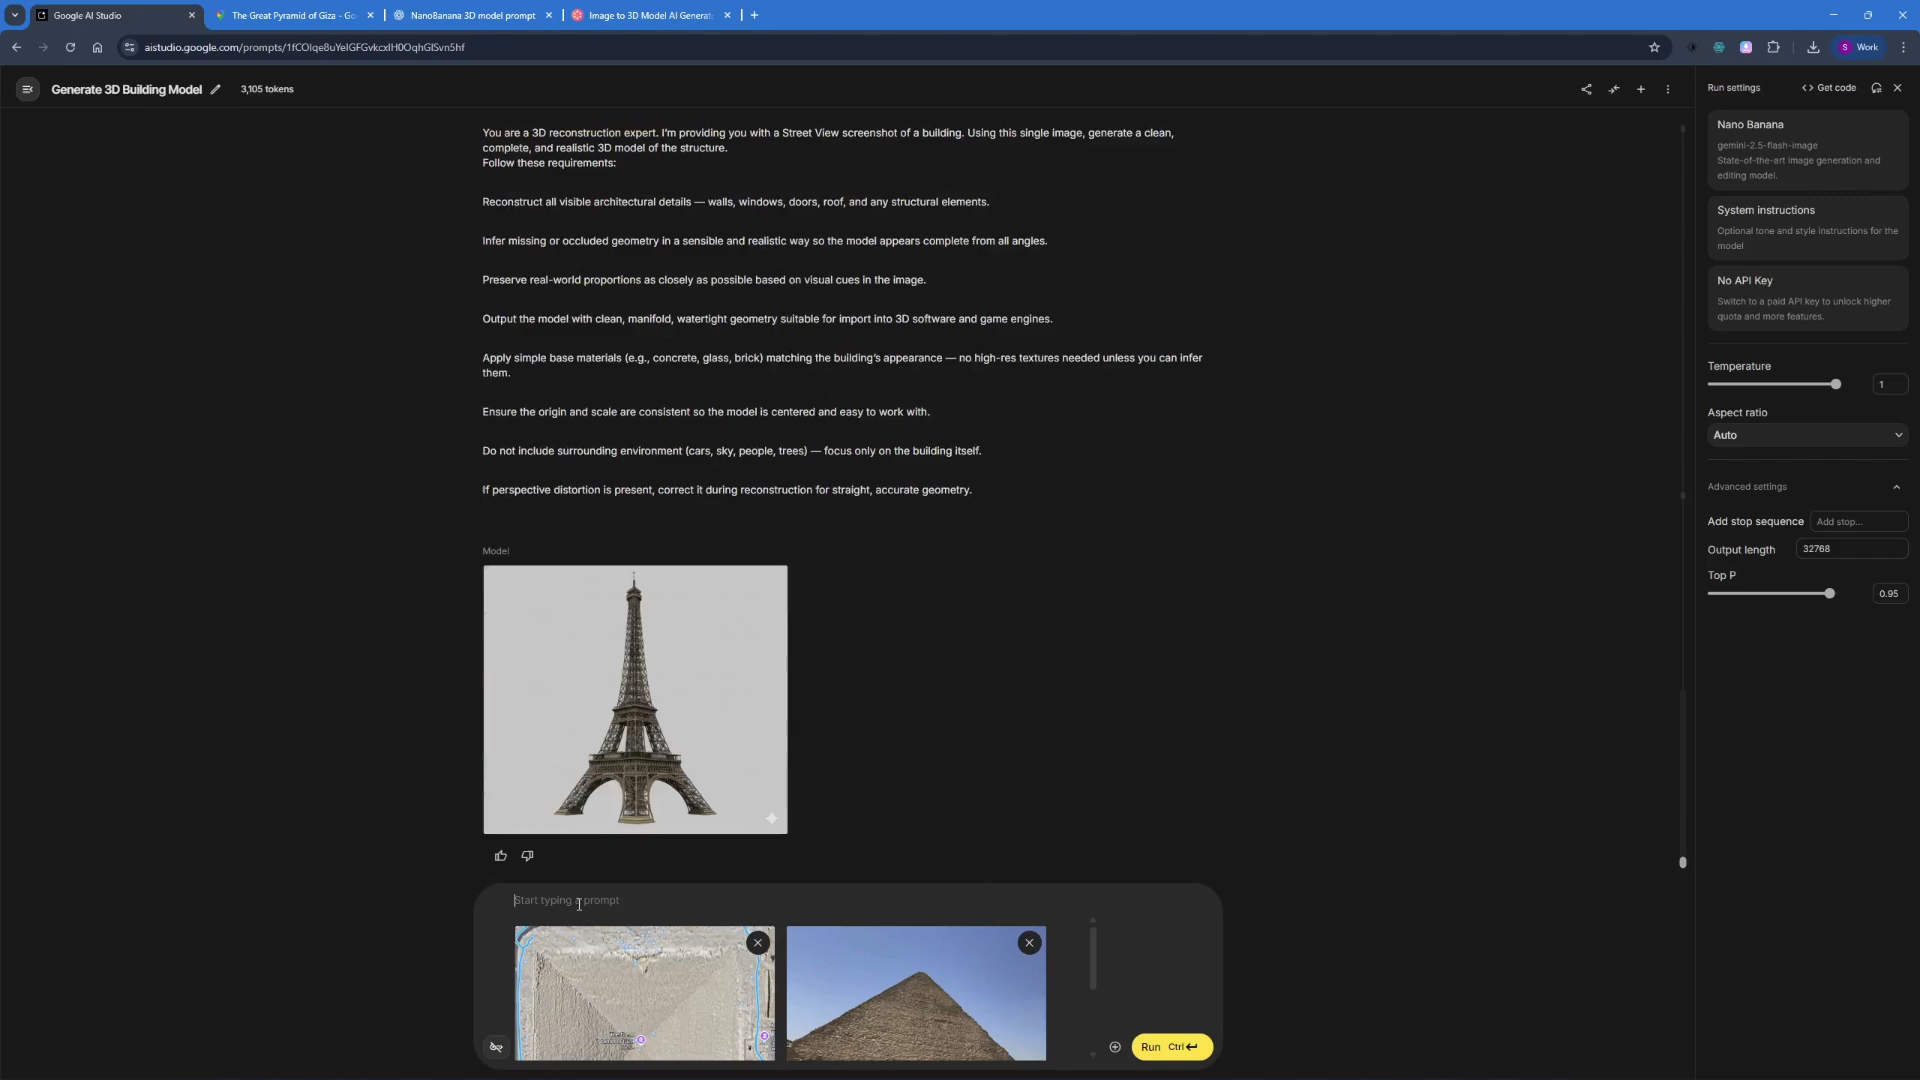 Google AI Studio
The Great Pyramid of Giza - Go
NanoBanana 3D model prompt
Image to 3D Model AI Generat
aistudio.google.com/prompts/1fCOlqe8uYelGFGvkcxlH0OqhGlSvn5hf
S Work
Generate 3D Building Model
3,105 tokens
You are a 3D reconstruction expert. I'm providing you with a Street View screenshot of a building. Using this single image, generate a clean,
complete, and realistic 3D model of the structure.
Follow these requirements:
Reconstruct all visible architectural details — walls, windows, doors, roof, and any structural elements.
Infer missing or occluded geometry in a sensible and realistic way so the model appears complete from all angles.
Preserve real-world proportions as closely as possible based on visual cues in the image.
Output the model with clean, manifold, watertight geometry suitable for import into 3D software and game engines.
Apply simple base materials (e.g., concrete, glass, brick) matching the building's appearance — no high-res textures needed unless you can infer
them.
Ensure the origin and scale are consistent so the model is centered and easy to work with.
Do not include surrounding environment (cars, sky, people, trees) — focus only on the building itself.
If perspective distortion is present, correct it during reconstruction for straight, accurate geometry.
Model
Start typing a prompt
Run Ctrl
Run settings
Get code
Nano Banana
gemini-2.5-flash-image
State-of-the-art image generation and
editing model.
System instructions
Optional tone and style instructions for the
model
No API Key
Switch to a paid API key to unlock higher
quota and more features.
Temperature
1
Aspect ratio
Auto
Advanced settings
Add stop sequence
Add stop...
Output length
32768
Top P
0.95